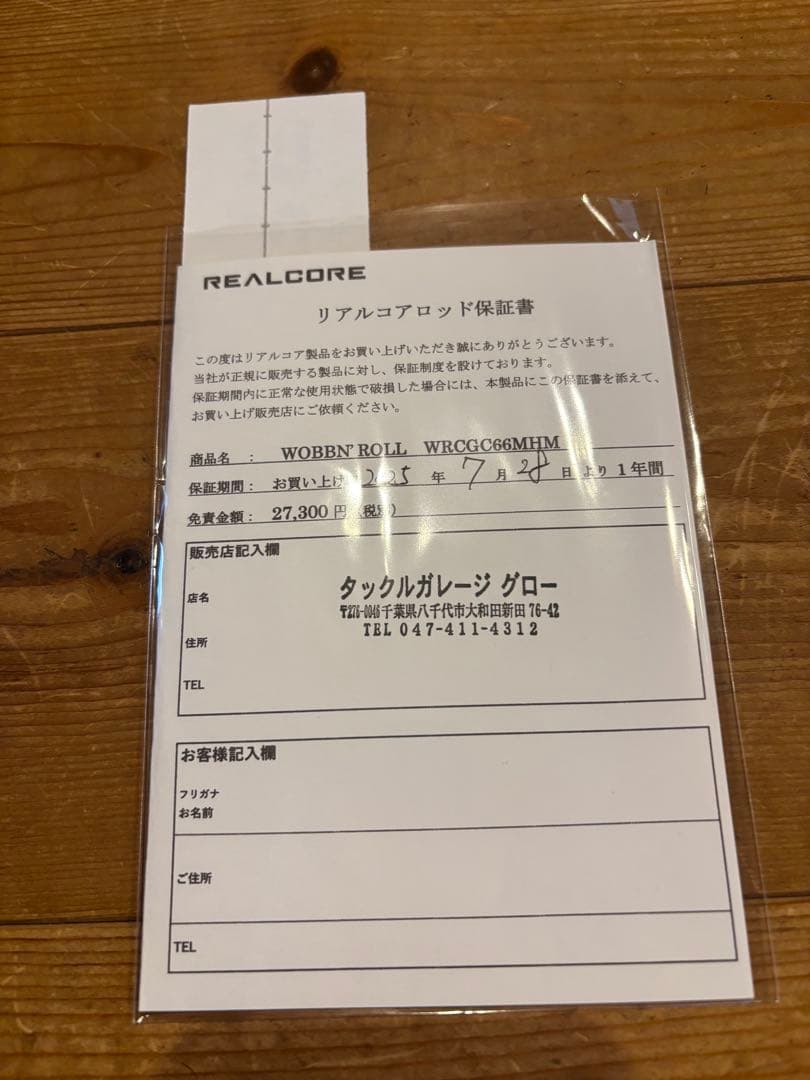 REALCORE
リアルコアロッド保証書
この度はリアルコア製品をお買い上げいただき誠にありがとうございます。
当社が正規に販売する製品に対し、保証制度を設けております。
保証期間内に正常な使用状態で破損した場合には、本製品にこの保証書を添えて、
お買い上げ販売店にご依頼ください。
商品名 : WOBBN'ROLL WRCGC66MHM
保証期間: お買い上げ 2025 年 7 月 28 日 より 1 年間
免責金額: 27,300 円 (税別)
販売店記入欄
店名 タックルガレージ グロー
〒276-0046千葉県八千代市大和田新田 76-42
TEL 047-411-4312
住所
TEL
お客様記入欄
フリガナ
お名前
ご住所
TEL